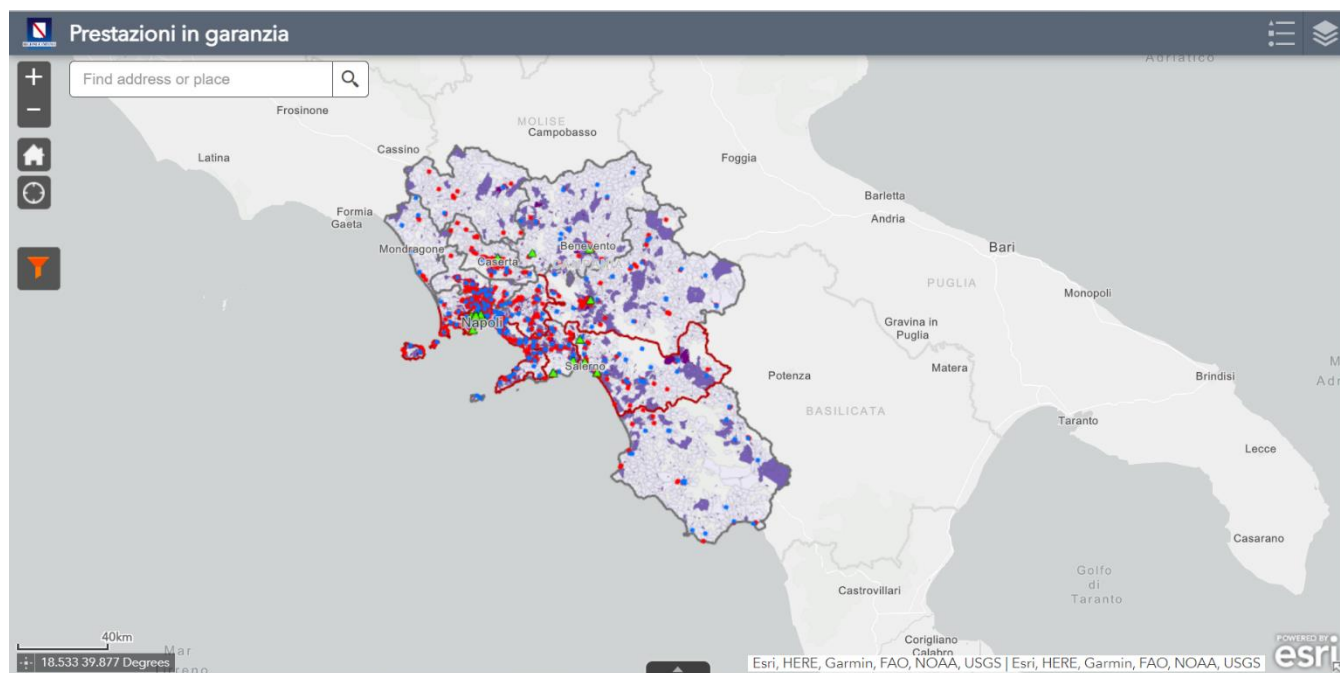 Prestazioni in garanzia
+
Find address or place
−
Adriatico
Frosinone
MOLISE
Campobasso
Latina
Cassino
Foggia
Barletta
Formia
Gaeta
Andria
Mondragone
Benevento
Bari
Caserta
PUGLIA
Monopoli
Napoli
Gravina in
Puglia
Salerno
Potenza
Matera
Brindisi
BASILICATA
Taranto
Lecce
Casarano
Golfo
di
Taranto
Castrovillari
40km
Mar
Corigliano
Calabro
18.533 39.877 Degrees
Esri, HERE, Garmin, FAO, NOAA, USGS | Esri, HERE, Garmin, FAO, NOAA, USGS
POWERED BY
esri